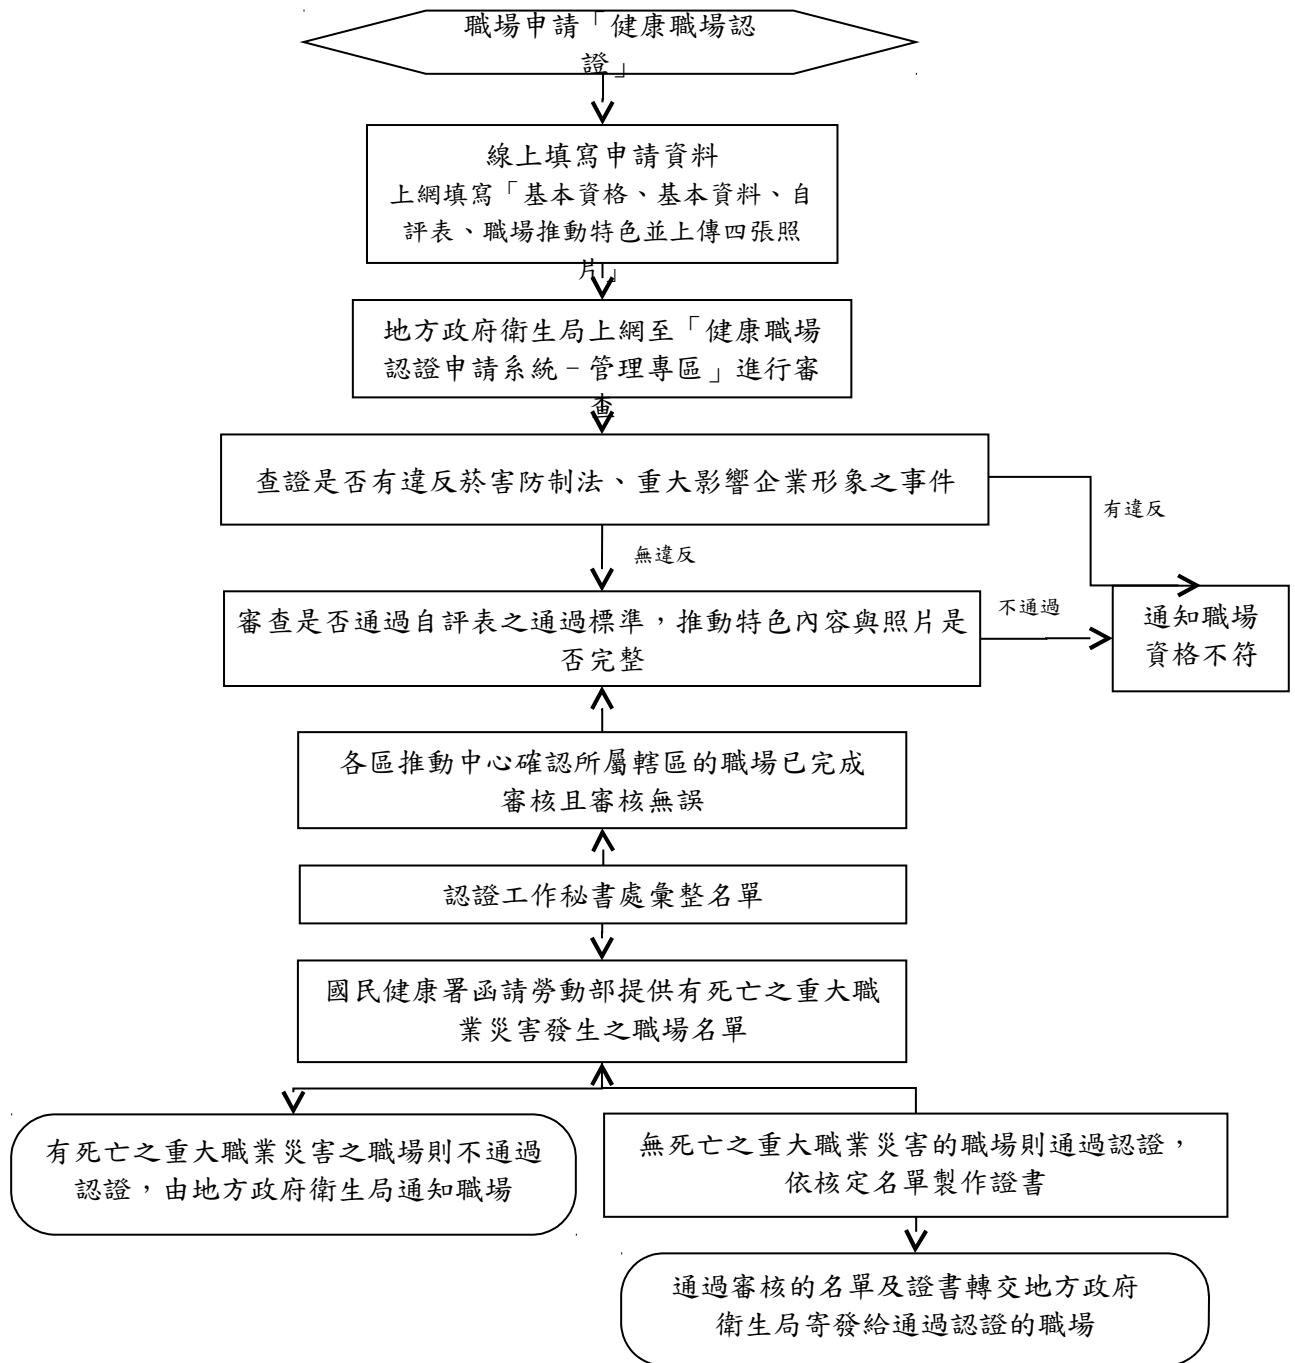 職場申請「健康職場認
證」
線上填寫申請資料
上網填寫「基本資格、基本資料、自
評表、職場推動特色並上傳四張照
片」
地方政府衛生局上網至「健康職場
認證申請系統–管理專區」進行審
查
查證是否有違反菸害防制法、重大影響企業形象之事件
有違反
無違反
審查是否通過自評表之通過標準，推動特色內容與照片是
否完整
不通過
通知職場
資格不符
各區推動中心確認所屬轄區的職場已完成
審核且審核無誤
認證工作秘書處彙整名單
國民健康署函請勞動部提供有死亡之重大職
業災害發生之職場名單
有死亡之重大職業災害之職場則不通過
認證，由地方政府衛生局通知職場
無死亡之重大職業災害的職場則通過認證，
依核定名單製作證書
通過審核的名單及證書轉交地方政府
衛生局寄發給通過認證的職場